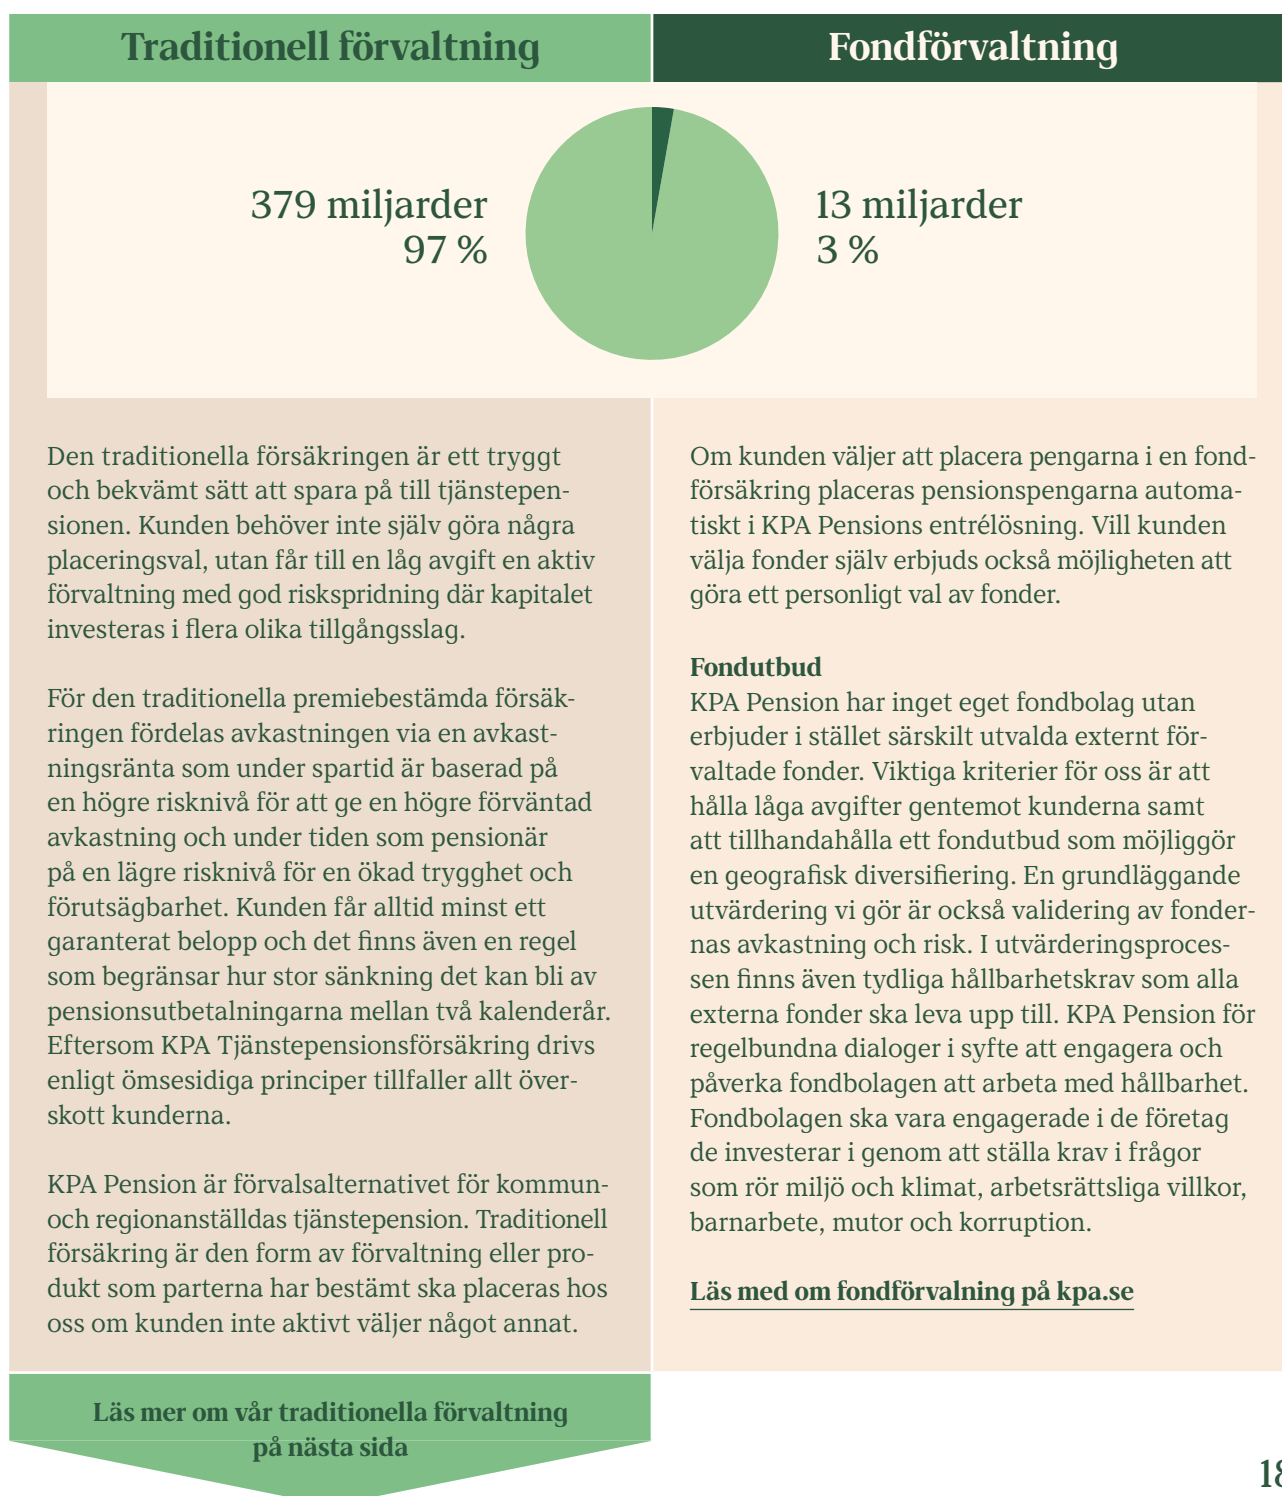 Traditionell förvaltning
Fondförvaltning
379 miljarder
97 %
13 miljarder
3 %
Den traditionella försäkringen är ett tryggt
och bekvämt sätt att spara på till tjänstepen-
sionen. Kunden behöver inte själv göra några
placeringsval, utan får till en låg avgift en aktiv
förvaltning med god riskspridning där kapitalet
investeras i flera olika tillgångsslag.
För den traditionella premiebestämda försäk-
ringen fördelas avkastningen via en avkast-
ningsränta som under spartid är baserad på
en högre risknivå för att ge en högre förväntad
avkastning och under tiden som pensionär
på en lägre risknivå för en ökad trygghet och
förutsägbarhet. Kunden får alltid minst ett
garanterat belopp och det finns även en regel
som begränsar hur stor sänkning det kan bli av
pensionsutbetalningarna mellan två kalenderår.
Eftersom KPA Tjänstepensionsförsäkring drivs
enligt ömsesidiga principer tillfaller allt över-
skott kunderna.
KPA Pension är förvalsalternativet för kommun-
och regionanställdas tjänstepension. Traditionell
försäkring är den form av förvaltning eller pro-
dukt som parterna har bestämt ska placeras hos
oss om kunden inte aktivt väljer något annat.
Läs mer om vår traditionella förvaltning
på nästa sida
Om kunden väljer att placera pengarna i en fond-
försäkring placeras pensionspengarna automa-
tiskt i KPA Pensions entrélösning. Vill kunden
välja fonder själv erbjuds också möjligheten att
göra ett personligt val av fonder.
Fondutbud
KPA Pension har inget eget fondbolag utan
erbjuder i stället särskilt utvalda externt för-
valtade fonder. Viktiga kriterier för oss är att
hålla låga avgifter gentemot kunderna samt
att tillhandahålla ett fondutbud som möjliggör
en geografisk diversifiering. En grundläggande
utvärdering vi gör är också validering av fonder-
nas avkastning och risk. I utvärderingsproces-
sen finns även tydliga hållbarhetskrav som alla
externa fonder ska leva upp till. KPA Pension för
regelbundna dialoger i syfte att engagera och
påverka fondbolagen att arbeta med hållbarhet.
Fondbolagen ska vara engagerade i de företag
de investerar i genom att ställa krav i frågor
som rör miljö och klimat, arbetsrättsliga villkor,
barnarbete, mutor och korruption.
Läs med om fondförvalning på kpa.se
18